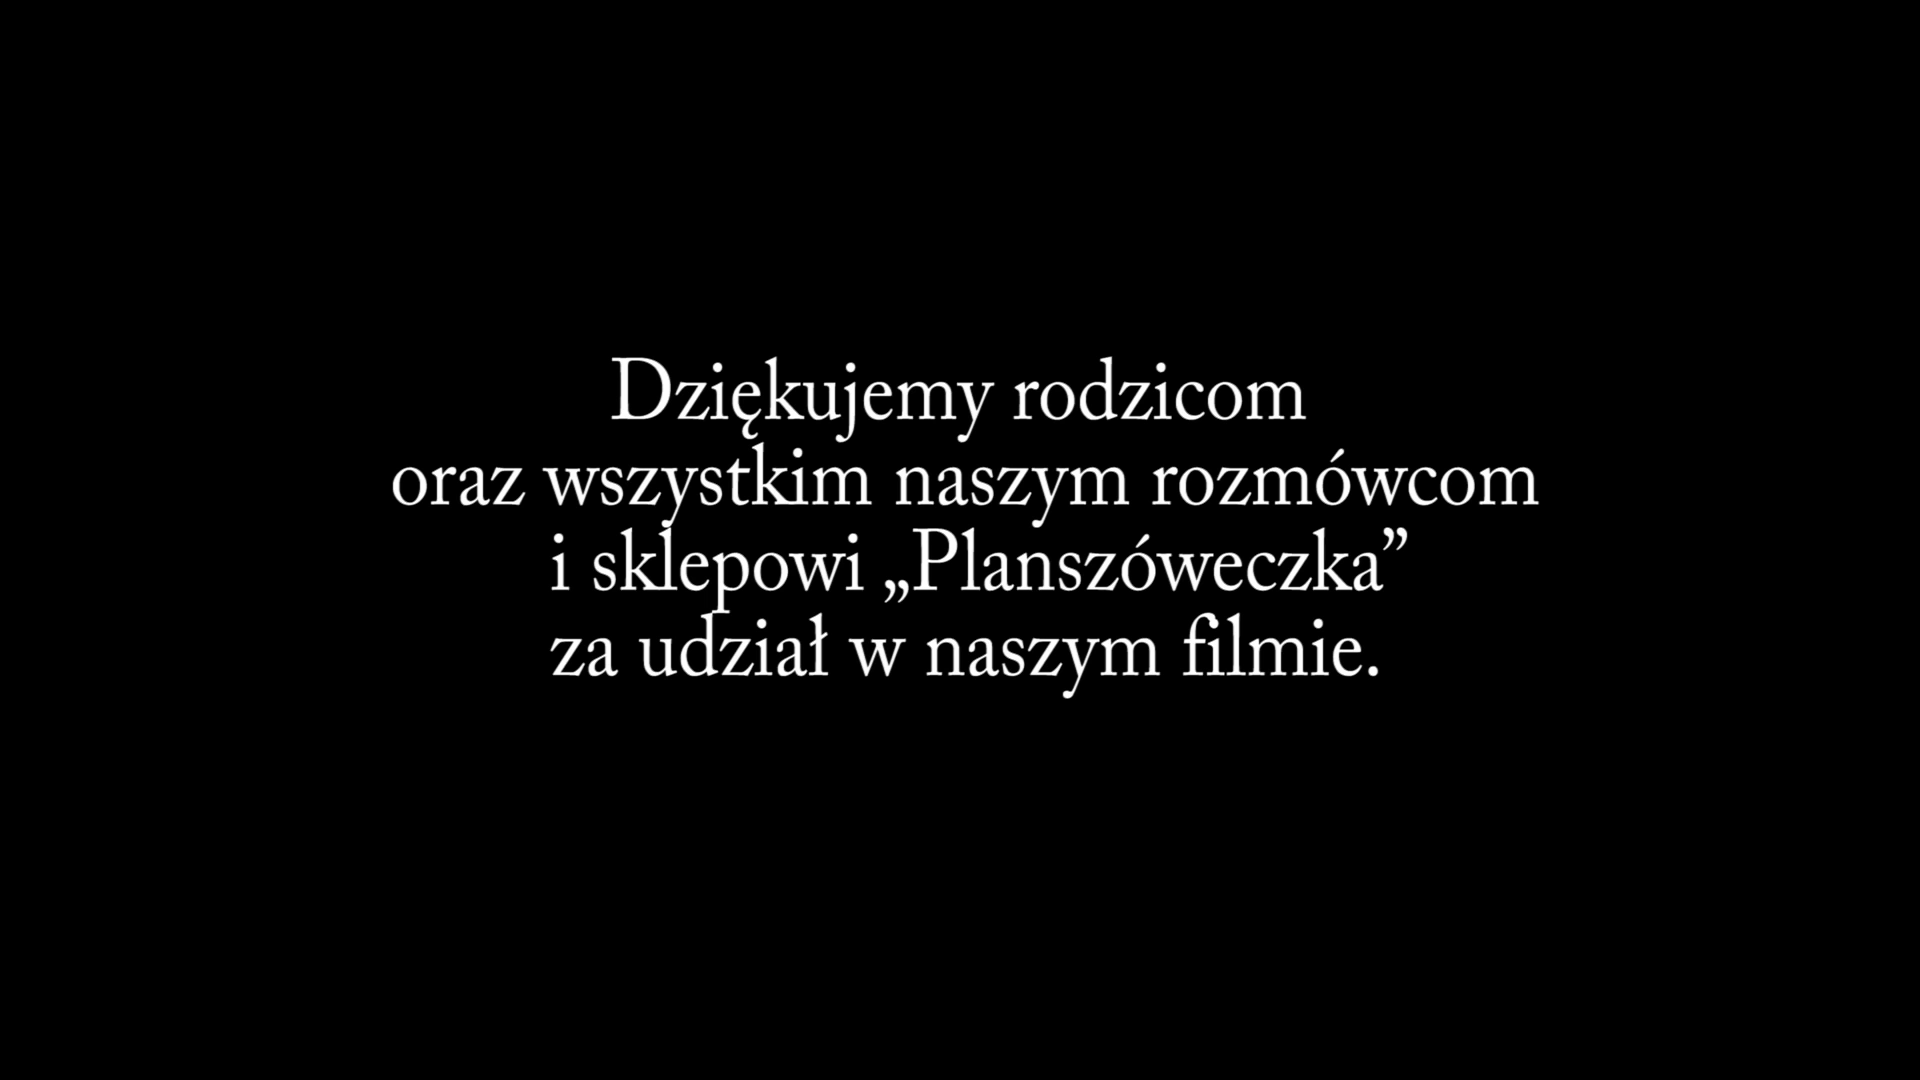 Dziękujemy rodzicom
oraz wszystkim naszym rozmówcom
i sklepowi „Planszóweczka”
za udział w naszym filmie.